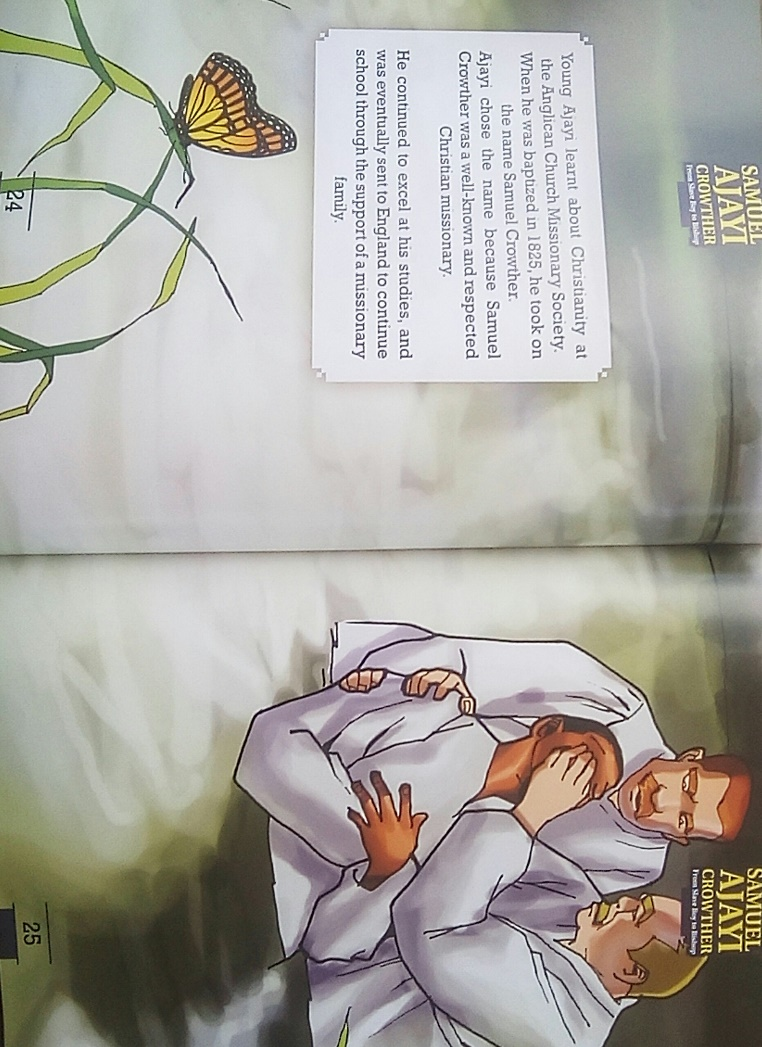 SAMUEL
AJAYI
CROWTHER
From Slave Boy to Bishop
Young Ajayi learnt about Christianity at
the Anglican Church Missionary Society.
When he was baptized in 1825, he took on
the name Samuel Crowther.
Ajayi chose the name because Samuel
Crowther was a well-known and respected
Christian missionary.
He continued to excel at his studies, and
was eventually sent to England to continue
school through the support of a missionary
family.
24
SAMUEL
AJAYI
CROWTHER
From Slave Boy to Bishop
25